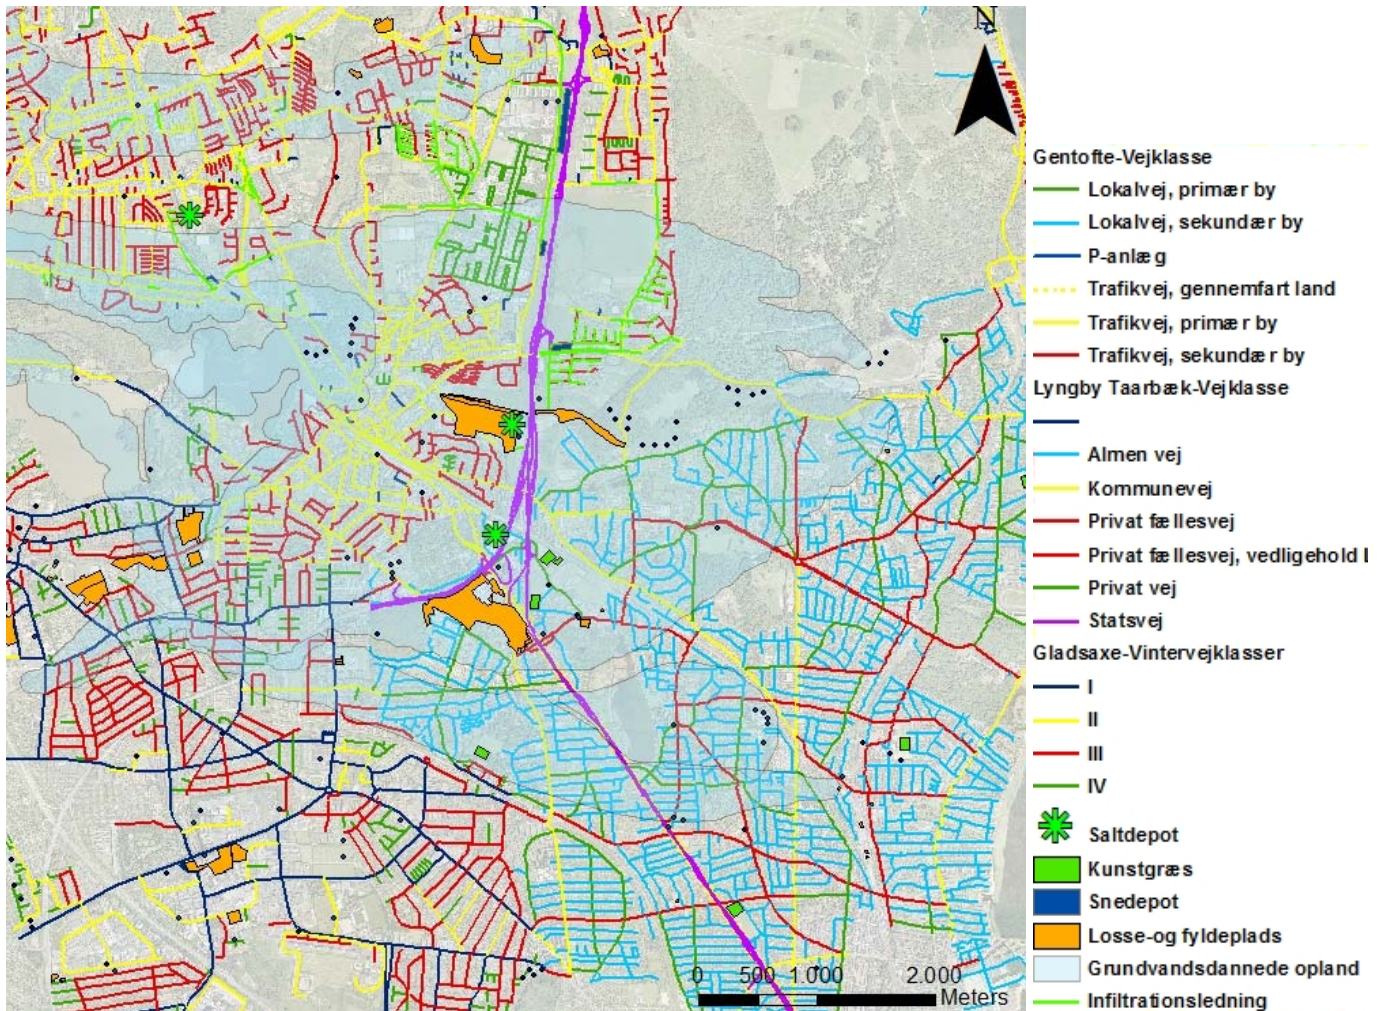 N
Gentofte-Vejklasse
Lokalvej, primær by
Lokalvej, sekundær by
P-anlæg
Trafikvej, gennemfart land
Trafikvej, primær by
Trafikvej, sekundær by
Lyngby Taarbæk-Vejklasse
Almen vej
Kommunevej
Privat fællesvej
Privat fællesvej, vedligehold
Privat vej
Statsvej
Gladsaxe-Vintervejklasser
I
II
III
IV
Saltdepot
Kunstgræs
Snedepot
Losse-og fyldeplads
Grundvandsdannede opland
Infiltrationsledning
0 500 1.000 2.000
Meters